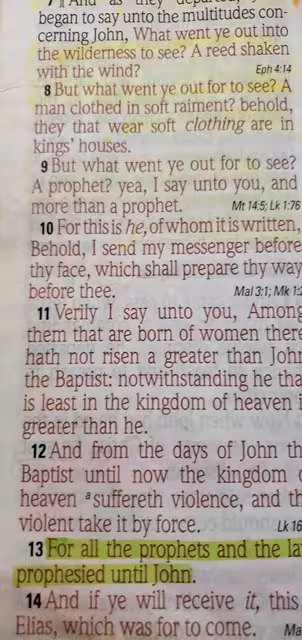 7 ¶ And as they departed,
began to say unto the multitudes con-
cerning John, What went ye out into
the wilderness to see? A reed shaken
with the wind? Eph 4:14
8 But what went ye out for to see? A
man clothed in soft raiment? behold,
they that wear soft clothing are in
kings' houses.
9 But what went ye out for to see?
A prophet? yea, I say unto you, and
more than a prophet. Mt 14:5; Lk 1:76
10 For this is he, of whom it is written,
Behold, I send my messenger before
thy face, which shall prepare thy way
before thee. Mal 3:1; Mk 1:2
11 Verily I say unto you, Among
them that are born of women there
hath not risen a greater than John
the Baptist: notwithstanding he tha
is least in the kingdom of heaven i
greater than he.
12 And from the days of John th
Baptist until now the kingdom o
heaven a suffereth violence, and th
violent take it by force. Lk 16
13 For all the prophets and the la
prophesied until John.
14 And if ye will receive it, this
Elias, which was for to come. Ma